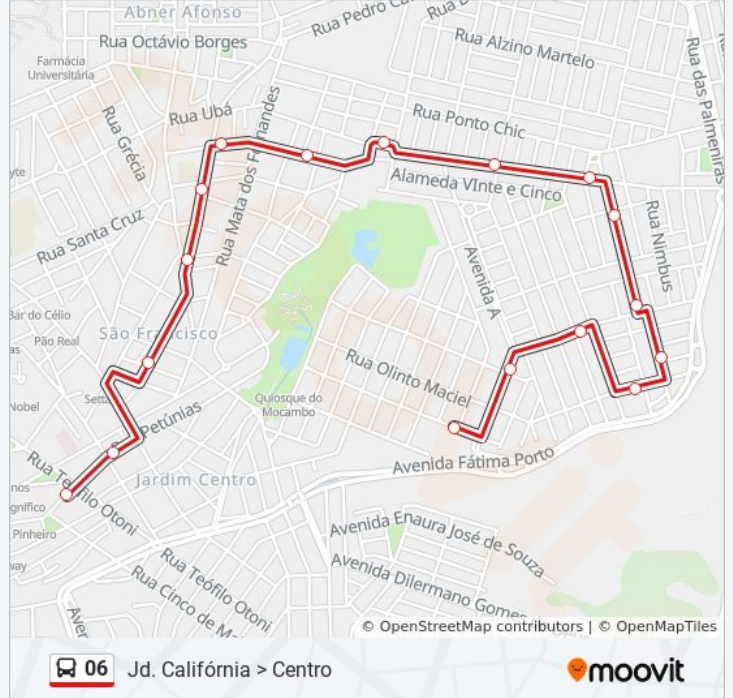 Abner Afonso
Rua Octávio Borges
Rua Pedro
Rua Alzino Martelo
Rua das Palmeiras
Farmácia
Universitária
Rua Ubá
Rua Ponto Chic
Rua Grécia
Rua Mata dos Fernandes
Alameda VInte e Cinco
Rua Santa Cruz
Rua Nimbus
Avenida A
Bar do Célio
São Francisco
Pão Real
Rua Olinto Maciel
Nobel
Petúnias
Quiosque do
Mocambo
Avenida Fátima Porto
Rua Teófilo Otoni
Jardim Centro
Pinheiro
Avenida Enaura José de Souza
Rua Teófilo Otoni
Avenida Dilermano Gomes
Rua Cinco de
© OpenStreetMap contributors | © OpenMapTiles
06 Jd. Califórnia > Centro
moovit